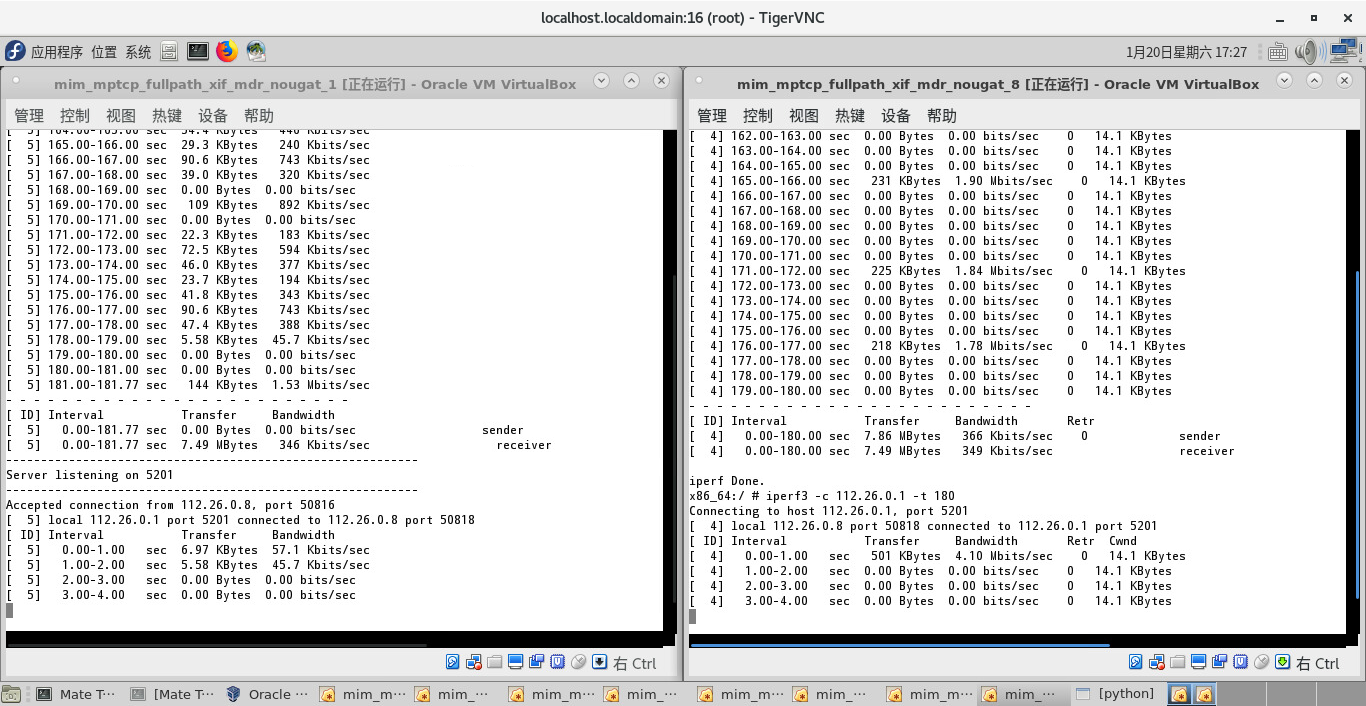 localhost.localdomain:16 (root) - TigerVNC
应用程序 位置 系统 1月20日星期六 17:27
mim_mptcp_fullpath_xif_mdr_nougat_1 [正在运行] - Oracle VM VirtualBox
管理 控制 视图 热键 设备 帮助
[  5] 164.00-165.00 sec  54.4 KBytes   446 Kbits/sec
[  5] 165.00-166.00 sec  29.3 KBytes   240 Kbits/sec
[  5] 166.00-167.00 sec  90.6 KBytes   743 Kbits/sec
[  5] 167.00-168.00 sec  39.0 KBytes   320 Kbits/sec
[  5] 168.00-169.00 sec  0.00 Bytes  0.00 bits/sec
[  5] 169.00-170.00 sec   109 KBytes   892 Kbits/sec
[  5] 170.00-171.00 sec  0.00 Bytes  0.00 bits/sec
[  5] 171.00-172.00 sec  22.3 KBytes   183 Kbits/sec
[  5] 172.00-173.00 sec  72.5 KBytes   594 Kbits/sec
[  5] 173.00-174.00 sec  46.0 KBytes   377 Kbits/sec
[  5] 174.00-175.00 sec  23.7 KBytes   194 Kbits/sec
[  5] 175.00-176.00 sec  41.8 KBytes   343 Kbits/sec
[  5] 176.00-177.00 sec  90.6 KBytes   743 Kbits/sec
[  5] 177.00-178.00 sec  47.4 KBytes   388 Kbits/sec
[  5] 178.00-179.00 sec  5.58 KBytes  45.7 Kbits/sec
[  5] 179.00-180.00 sec  0.00 Bytes  0.00 bits/sec
[  5] 180.00-181.00 sec  0.00 Bytes  0.00 bits/sec
[  5] 181.00-181.77 sec   144 KBytes  1.53 Mbits/sec
- - - - - - - - - - - - - - - - - - - - - - - - -
[ ID] Interval           Transfer     Bandwidth
[  5]   0.00-181.77 sec  0.00 Bytes  0.00 bits/sec                  sender
[  5]   0.00-181.77 sec  7.49 MBytes   346 Kbits/sec                  receiver
-----------------------------------------------------------
Server listening on 5201
-----------------------------------------------------------
Accepted connection from 112.26.0.8, port 50816
[  5] local 112.26.0.1 port 5201 connected to 112.26.0.8 port 50818
[ ID] Interval           Transfer     Bandwidth
[  5]   0.00-1.00   sec  6.97 KBytes  57.1 Kbits/sec
[  5]   1.00-2.00   sec  5.58 KBytes  45.7 Kbits/sec
[  5]   2.00-3.00   sec  0.00 Bytes  0.00 bits/sec
[  5]   3.00-4.00   sec  0.00 Bytes  0.00 bits/sec
右 Ctrl
mim_mptcp_fullpath_xif_mdr_nougat_8 [正在运行] - Oracle VM VirtualBox
管理 控制 视图 热键 设备 帮助
[  4] 162.00-163.00 sec  0.00 Bytes  0.00 bits/sec    0   14.1 KBytes
[  4] 163.00-164.00 sec  0.00 Bytes  0.00 bits/sec    0   14.1 KBytes
[  4] 164.00-165.00 sec  0.00 Bytes  0.00 bits/sec    0   14.1 KBytes
[  4] 165.00-166.00 sec   231 KBytes  1.90 Mbits/sec    0   14.1 KBytes
[  4] 166.00-167.00 sec  0.00 Bytes  0.00 bits/sec    0   14.1 KBytes
[  4] 167.00-168.00 sec  0.00 Bytes  0.00 bits/sec    0   14.1 KBytes
[  4] 168.00-169.00 sec  0.00 Bytes  0.00 bits/sec    0   14.1 KBytes
[  4] 169.00-170.00 sec  0.00 Bytes  0.00 bits/sec    0   14.1 KBytes
[  4] 170.00-171.00 sec  0.00 Bytes  0.00 bits/sec    0   14.1 KBytes
[  4] 171.00-172.00 sec   225 KBytes  1.84 Mbits/sec    0   14.1 KBytes
[  4] 172.00-173.00 sec  0.00 Bytes  0.00 bits/sec    0   14.1 KBytes
[  4] 173.00-174.00 sec  0.00 Bytes  0.00 bits/sec    0   14.1 KBytes
[  4] 174.00-175.00 sec  0.00 Bytes  0.00 bits/sec    0   14.1 KBytes
[  4] 175.00-176.00 sec  0.00 Bytes  0.00 bits/sec    0   14.1 KBytes
[  4] 176.00-177.00 sec   218 KBytes  1.78 Mbits/sec    0   14.1 KBytes
[  4] 177.00-178.00 sec  0.00 Bytes  0.00 bits/sec    0   14.1 KBytes
[  4] 178.00-179.00 sec  0.00 Bytes  0.00 bits/sec    0   14.1 KBytes
[  4] 179.00-180.00 sec  0.00 Bytes  0.00 bits/sec    0   14.1 KBytes
- - - - - - - - - - - - - - - - - - - - - - - - -
[ ID] Interval           Transfer     Bandwidth       Retr
[  4]   0.00-180.00 sec  7.86 MBytes   366 Kbits/sec    0             sender
[  4]   0.00-180.00 sec  7.49 MBytes   349 Kbits/sec                  receiver
iperf Done.
x86_64:/ # iperf3 -c 112.26.0.1 -t 180
Connecting to host 112.26.0.1, port 5201
[  4] local 112.26.0.8 port 50818 connected to 112.26.0.1 port 5201
[ ID] Interval           Transfer     Bandwidth       Retr  Cwnd
[  4]   0.00-1.00   sec   501 KBytes  4.10 Mbits/sec    0   14.1 KBytes
[  4]   1.00-2.00   sec  0.00 Bytes  0.00 bits/sec    0   14.1 KBytes
[  4]   2.00-3.00   sec  0.00 Bytes  0.00 bits/sec    0   14.1 KBytes
[  4]   3.00-4.00   sec  0.00 Bytes  0.00 bits/sec    0   14.1 KBytes
右 Ctrl
Mate T··· [Mate T··· Oracle ··· mim_m··· mim_··· mim_m··· mim_··· mim_m··· mim_··· mim_m··· mim_··· [python]